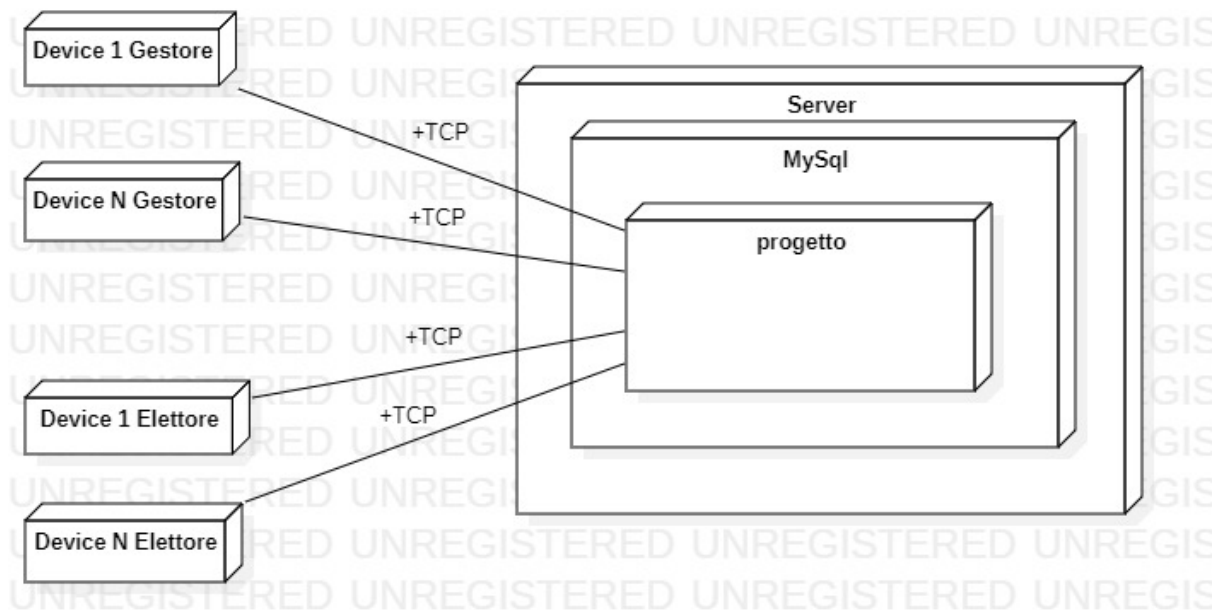 Device 1 Gestore
+TCP
Device N Gestore
+TCP
Device 1 Elettore
+TCP
Device N Elettore
+TCP
Server
MySql
progetto
UNREGISTERED UNREGISTERED UNREGISTERED UNREGIS